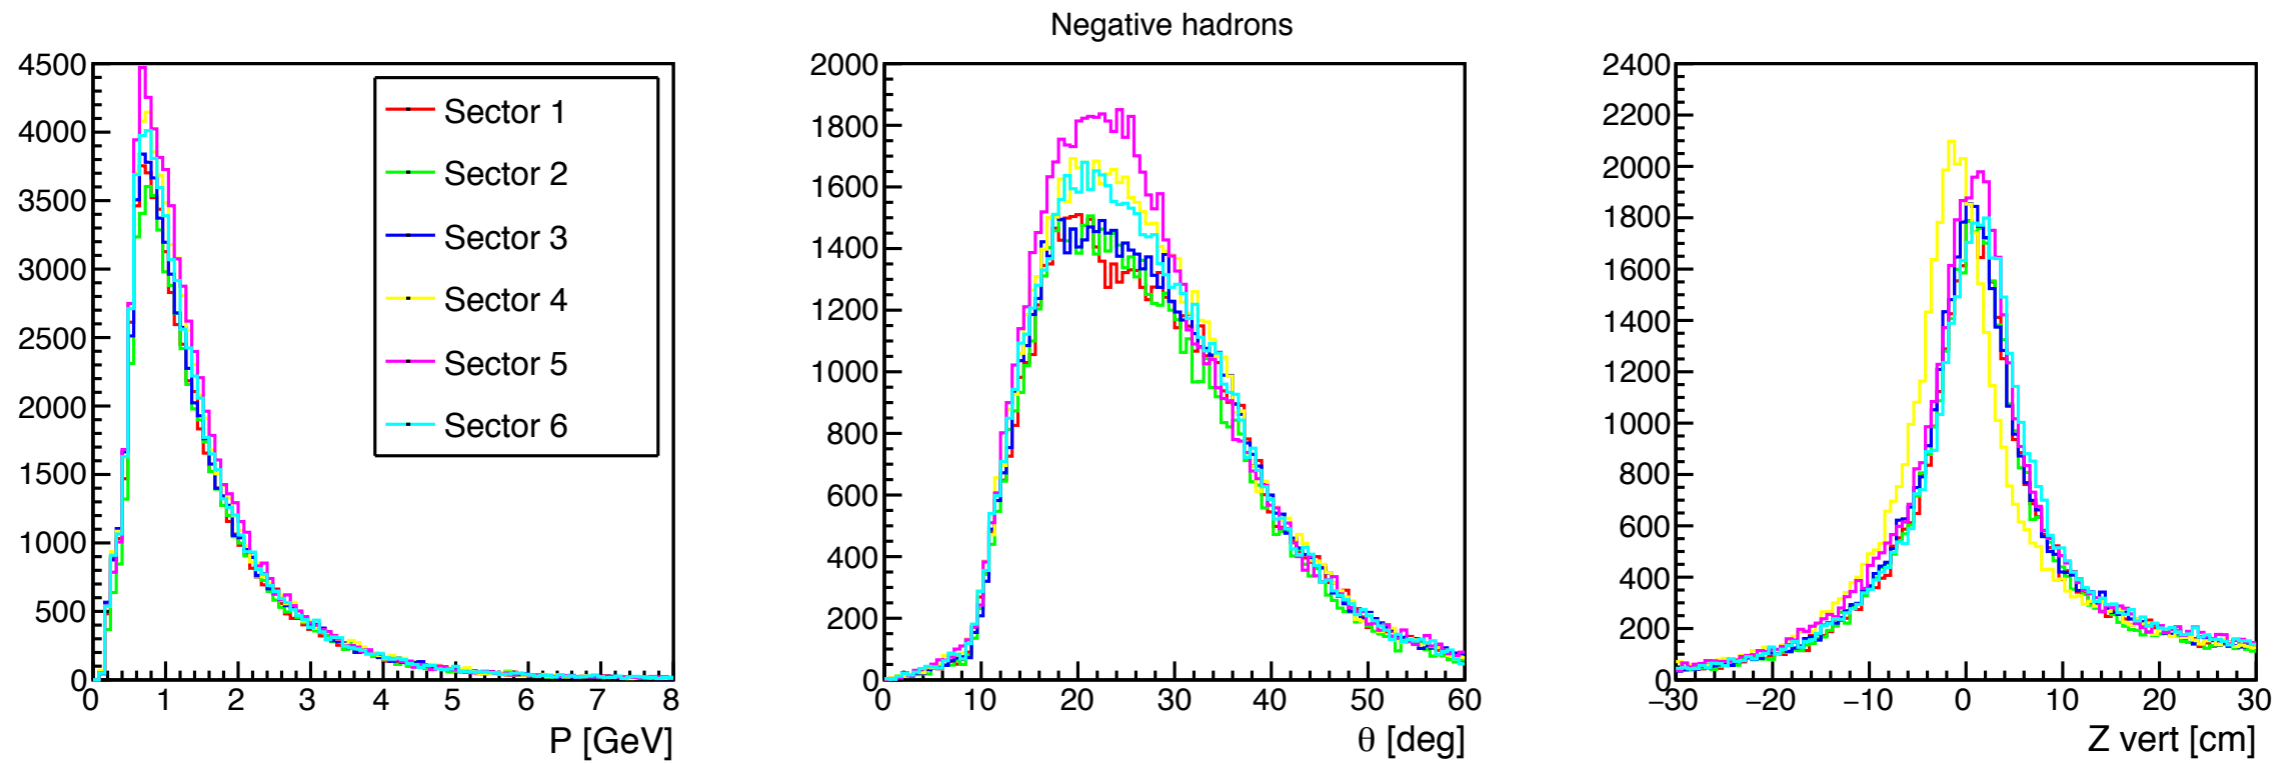 Negative hadrons
4500
4000
3500
3000
2500
2000
1500
1000
500
0
0 1 2 3 4 5 6 7 8
P [GeV]
Sector 1
Sector 2
Sector 3
Sector 4
Sector 5
Sector 6
2000
1800
1600
1400
1200
1000
800
600
400
200
0
0 10 20 30 40 50 60
θ [deg]
2400
2200
2000
1800
1600
1400
1200
1000
800
600
400
200
0
−30 −20 −10 0 10 20 30
Z vert [cm]